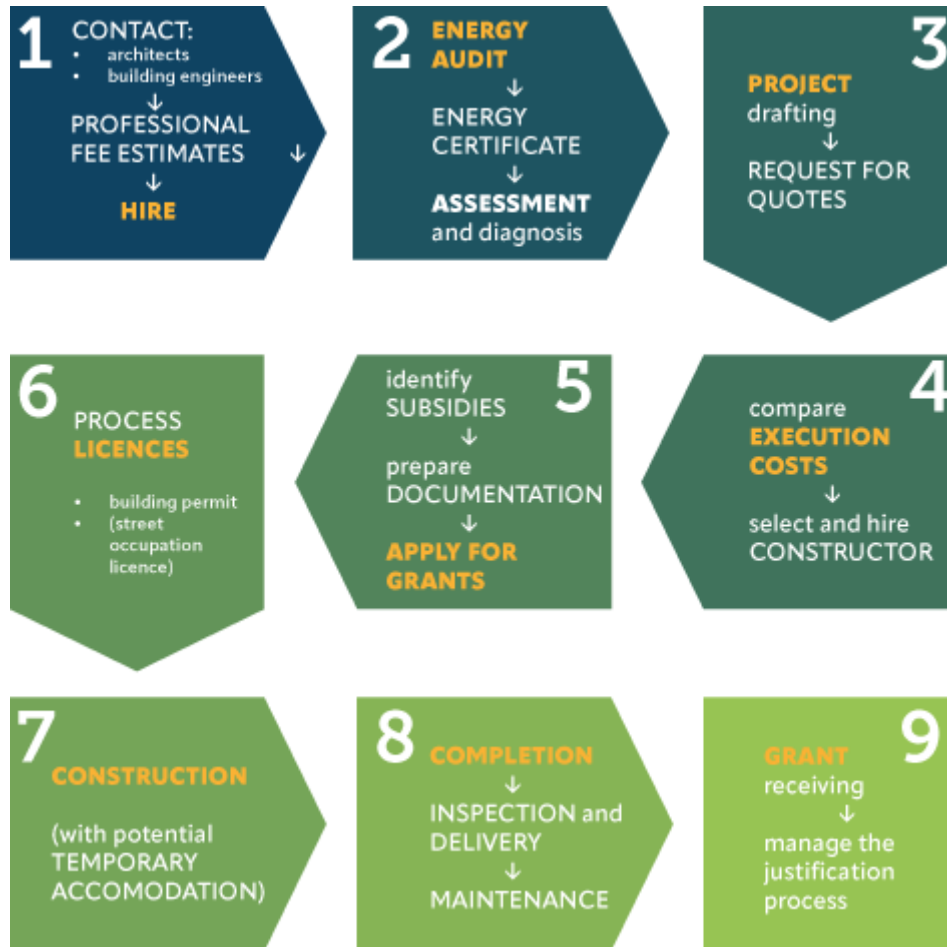 1
CONTACT:
• architects
• building engineers
↓
PROFESSIONAL
FEE ESTIMATES ↓
↓
HIRE
2
ENERGY
AUDIT
↓
ENERGY
CERTIFICATE
↓
ASSESSMENT
and diagnosis
3
PROJECT
drafting
↓
REQUEST FOR
QUOTES
4
compare
EXECUTION
COSTS
↓
select and hire
CONSTRUCTOR
5
identify
SUBSIDIES
↓
prepare
DOCUMENTATION
↓
APPLY FOR
GRANTS
6
PROCESS
LICENCES
• building permit
• (street
occupation
licence)
7
CONSTRUCTION
(with potential
TEMPORARY
ACCOMODATION)
8
COMPLETION
↓
INSPECTION and
DELIVERY
↓
MAINTENANCE
9
GRANT
receiving
↓
manage the
justification
process